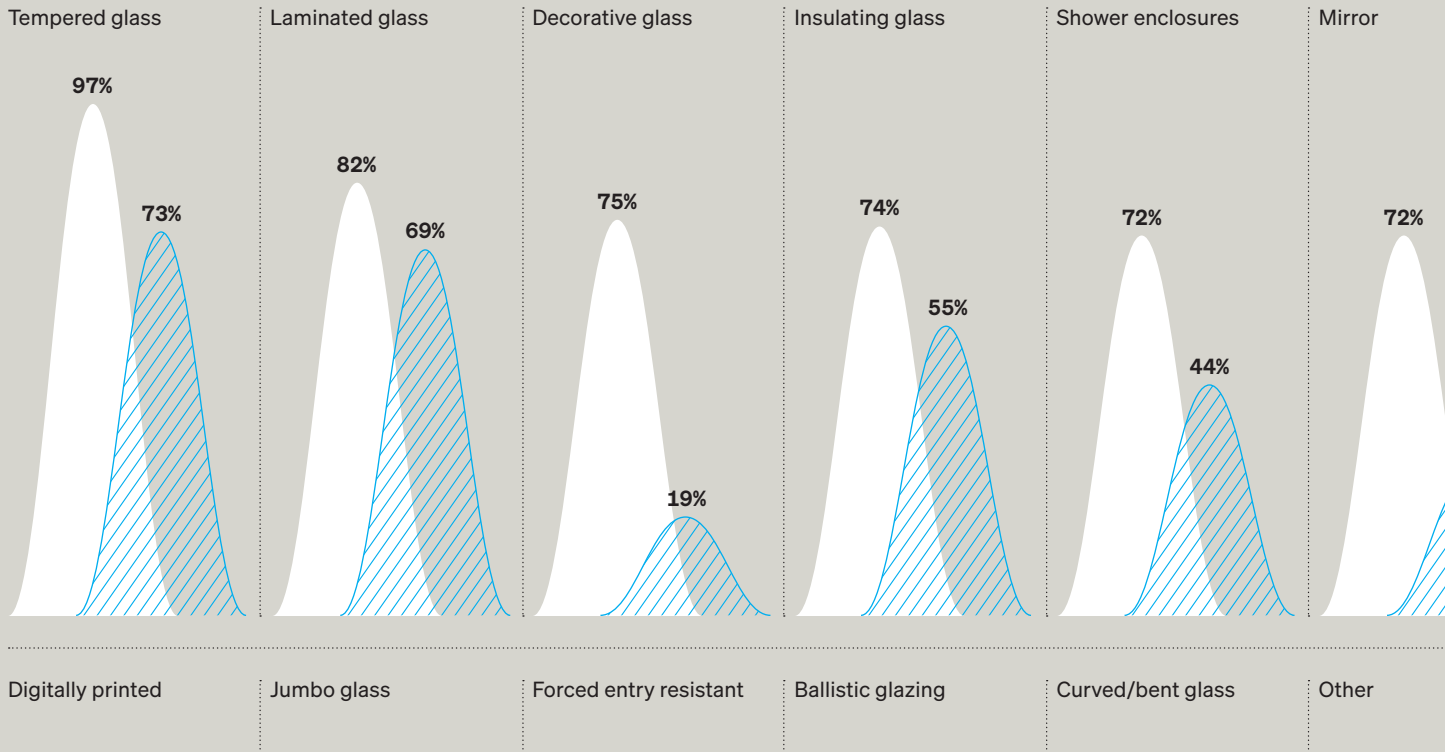 Tempered glass
Laminated glass
Decorative glass
Insulating glass
Shower enclosures
Mirror
97%
73%
82%
69%
75%
19%
74%
55%
72%
44%
72%
Digitally printed
Jumbo glass
Forced entry resistant
Ballistic glazing
Curved/bent glass
Other